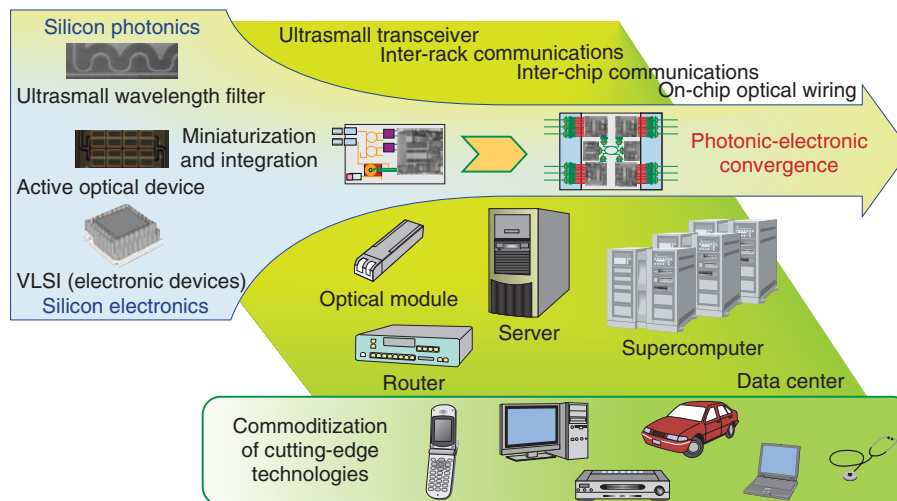 Silicon photonics
Ultrasmall wavelength filter
Active optical device
VLSI (electronic devices)
Silicon electronics
Miniaturization
and integration
Ultrasmall transceiver
Inter-rack communications
Inter-chip communications
On-chip optical wiring
Photonic-electronic
convergence
Optical module
Server
Supercomputer
Router
Data center
Commoditization
of cutting-edge
technologies